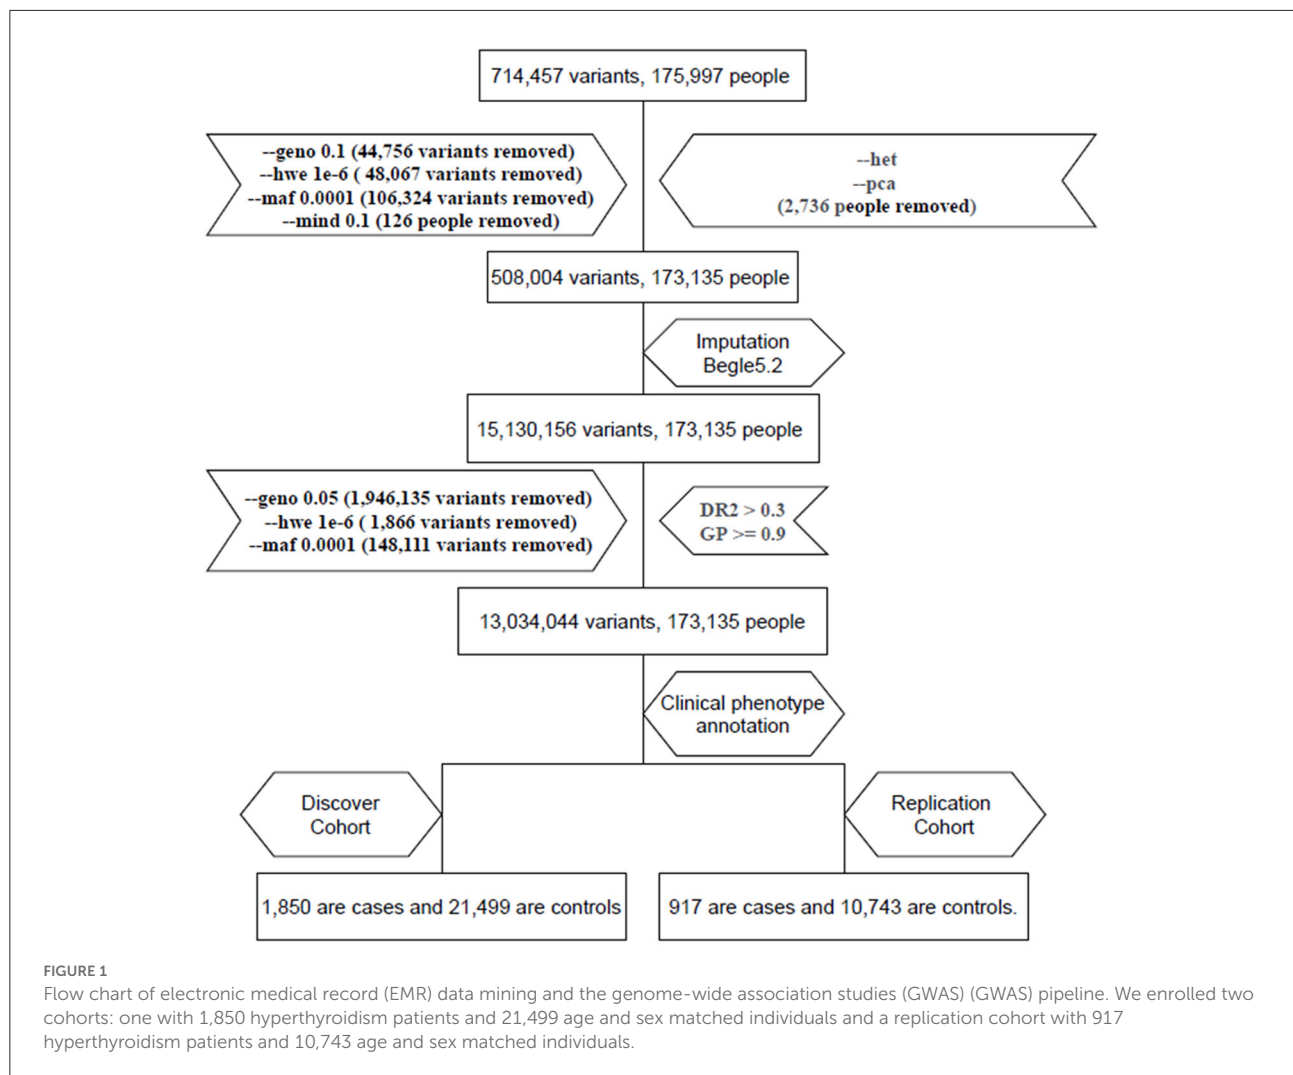 714,457 variants, 175,997 people
--geno 0.1 (44,756 variants removed)
--hwe 1e-6 ( 48,067 variants removed)
--maf 0.0001 (106,324 variants removed)
--mind 0.1 (126 people removed)
--het
--pca
(2,736 people removed)
508,004 variants, 173,135 people
Imputation
Begle5.2
15,130,156 variants, 173,135 people
--geno 0.05 (1,946,135 variants removed)
--hwe 1e-6 ( 1,866 variants removed)
--maf 0.0001 (148,111 variants removed)
DR2 > 0.3
GP >= 0.9
13,034,044 variants, 173,135 people
Clinical phenotype
annotation
Discover
Cohort
Replication
Cohort
1,850 are cases and 21,499 are controls
917 are cases and 10,743 are controls.
FIGURE 1
Flow chart of electronic medical record (EMR) data mining and the genome-wide association studies (GWAS) (GWAS) pipeline. We enrolled two
cohorts: one with 1,850 hyperthyroidism patients and 21,499 age and sex matched individuals and a replication cohort with 917
hyperthyroidism patients and 10,743 age and sex matched individuals.